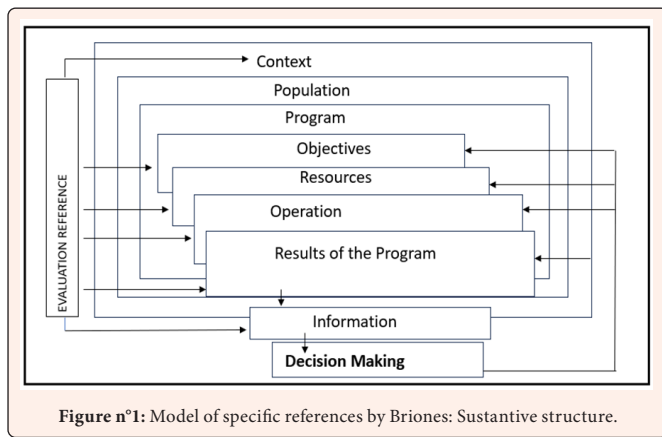 Context
Population
Program
Objectives
Resources
Operation
Results of the Program
EVALUATION REFERENCE
Information
Decision Making
Figure n°1: Model of specific references by Briones: Sustantive structure.